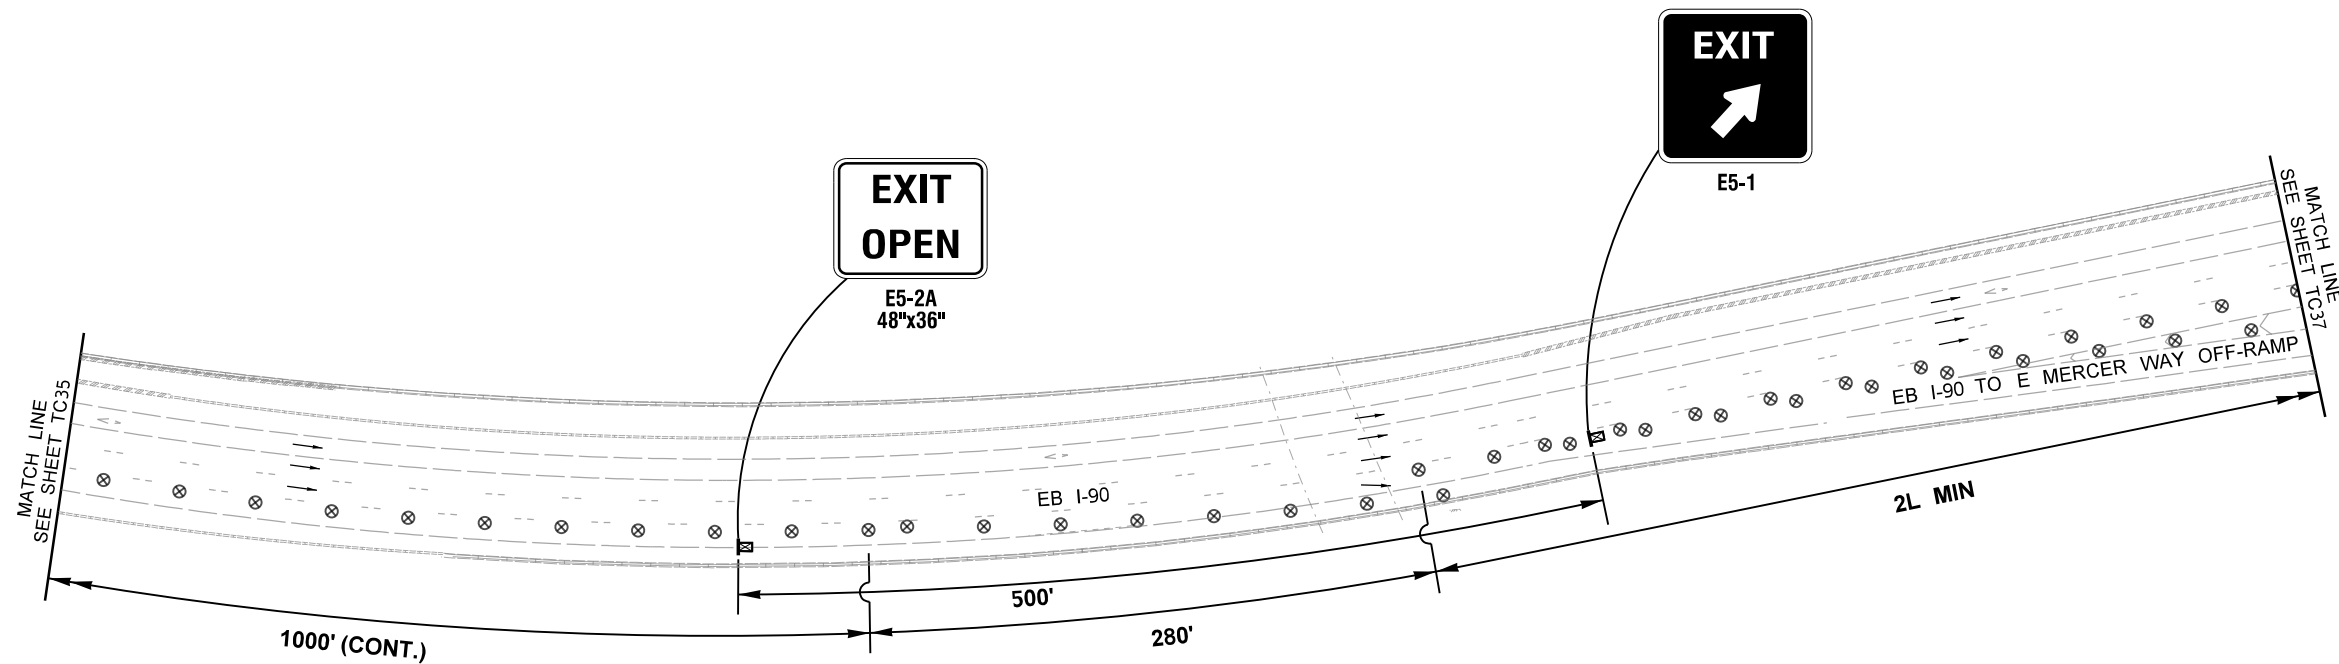 EXIT
E5-1
EXIT
OPEN
E5-2A
48"x36"
MATCH LINE
SEE SHEET TC35
MATCH LINE
SEE SHEET TC37
EB I-90
EB I-90 TO E MERCER WAY OFF-RAMP
2L MIN
500'
280'
1000' (CONT.)